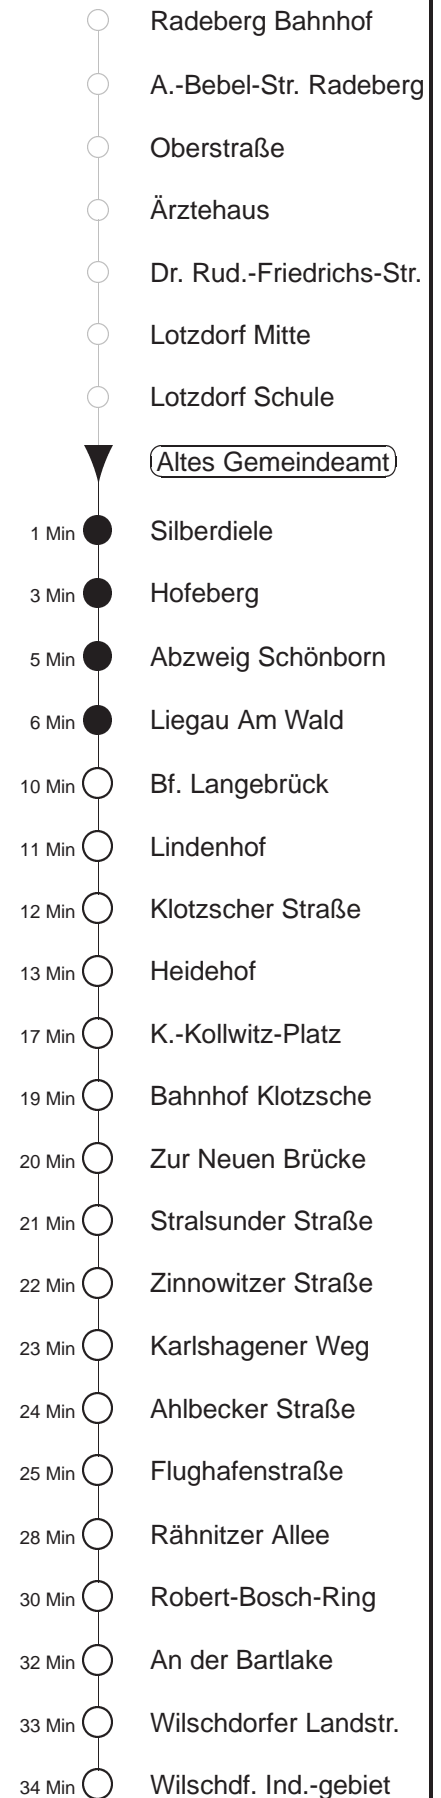 Radeberg Bahnhof
A.-Bebel-Str. Radeberg
Oberstraße
Ärztehaus
Dr. Rud.-Friedrichs-Str.
Lotzdorf Mitte
Lotzdorf Schule
Altes Gemeindeamt
1 Min Silberdiele
3 Min Hofeberg
5 Min Abzweig Schönborn
6 Min Liegau Am Wald
10 Min Bf. Langebrück
11 Min Lindenhof
12 Min Klotzscher Straße
13 Min Heidehof
17 Min K.-Kollwitz-Platz
19 Min Bahnhof Klotzsche
20 Min Zur Neuen Brücke
21 Min Stralsunder Straße
22 Min Zinnowitzer Straße
23 Min Karlshagener Weg
24 Min Ahlbecker Straße
25 Min Flughafenstraße
28 Min Rähnitzer Allee
30 Min Robert-Bosch-Ring
32 Min An der Bartlake
33 Min Wilschdorfer Landstr.
34 Min Wilschdf. Ind.-gebiet